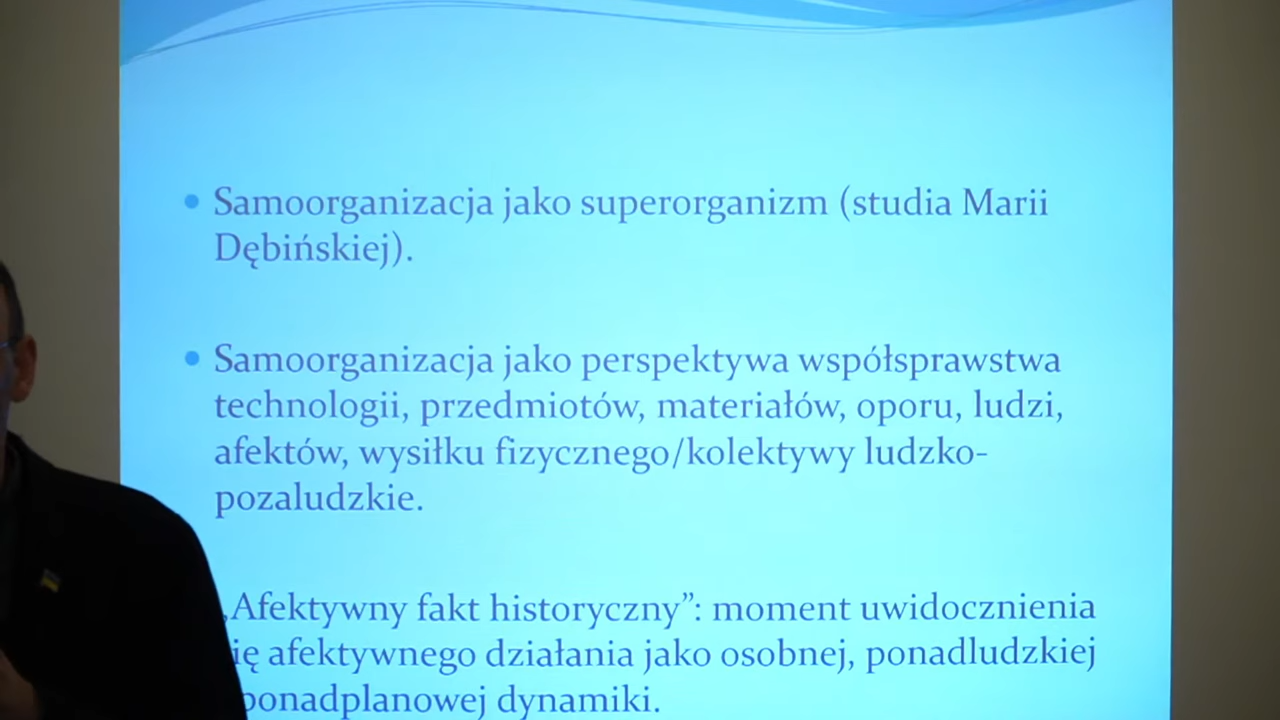 Samoorganizacja jako superorganizm (studia Marii
Dębińskiej).
Samoorganizacja jako perspektywa współsprawstwa
technologii, przedmiotów, materiałów, oporu, ludzi,
afektów, wysiłku fizycznego/kolektywy ludzko-
pozaludzkie.
„Afektywny fakt historyczny”: moment uwidocznienia
ię afektywnego działania jako osobnej, ponadludzkiej
ponadplanowej dynamiki.